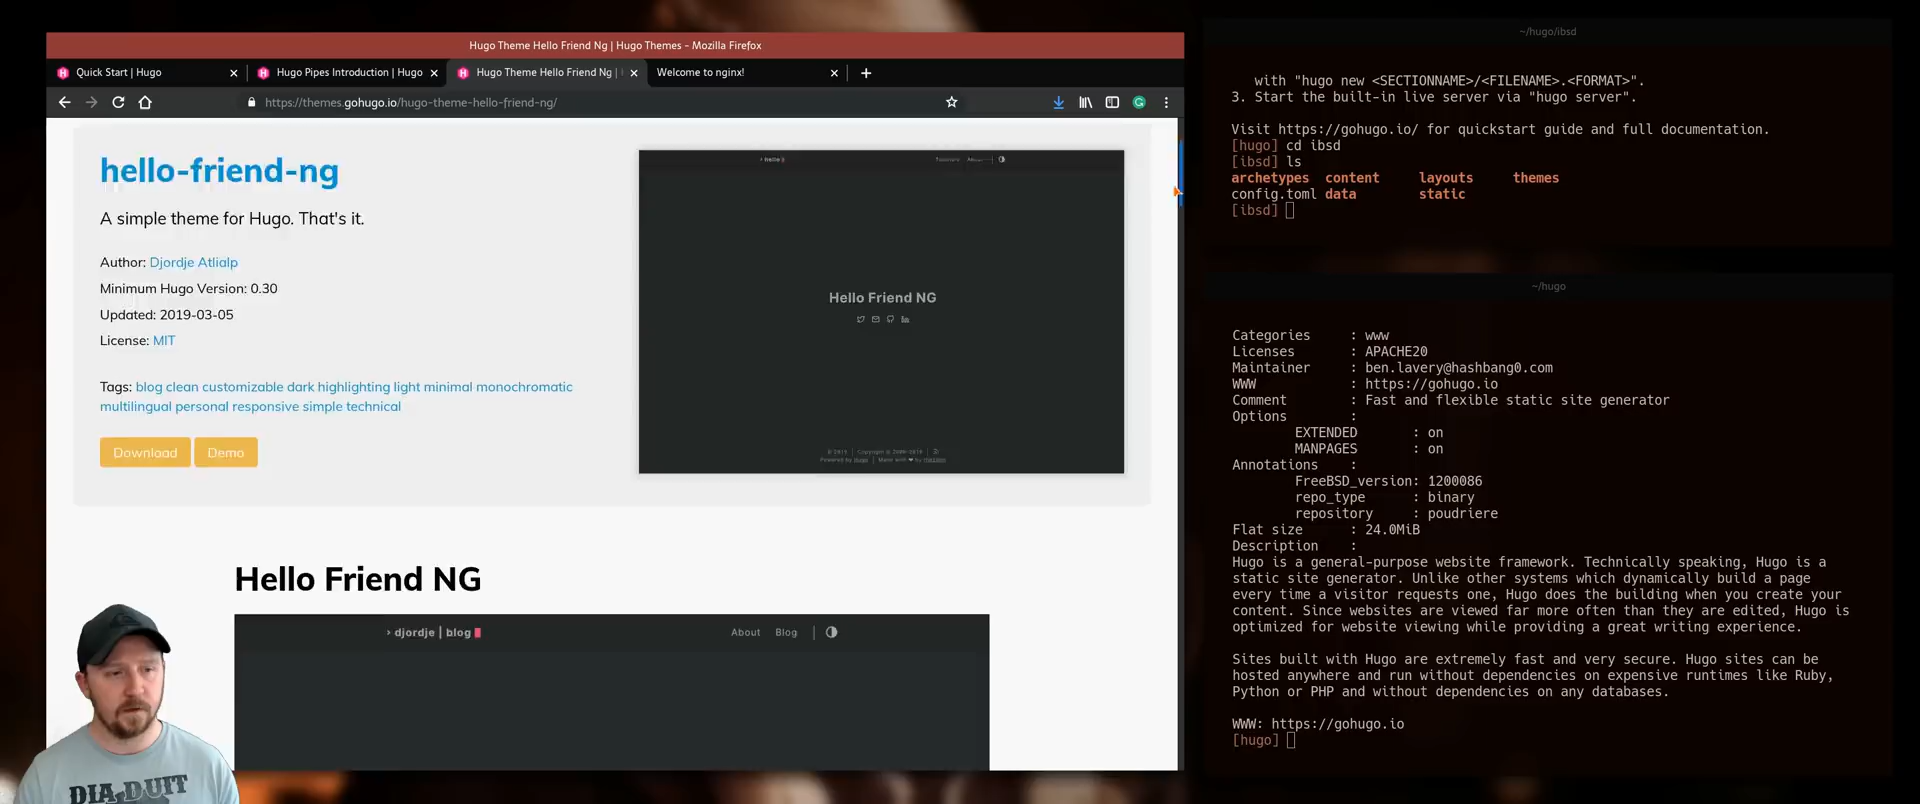 Hugo Theme Hello Friend Ng | Hugo Themes - Mozilla Firefox
Quick Start | Hugo
Hugo Pipes Introduction | Hugo
Hugo Theme Hello Friend Ng |
Welcome to nginx!
https://themes.gohugo.io/hugo-theme-hello-friend-ng/
hello-friend-ng
A simple theme for Hugo. That's it.
Author: Djordje Atlialp
Minimum Hugo Version: 0.30
Updated: 2019-03-05
License: MIT
Tags: blog clean customizable dark highlighting light minimal monochromatic
multilingual personal responsive simple technical
Download Demo
> hello
Hello Friend NG
Hello Friend NG
> djordje | blog
About Blog
DIA DUIT
~/hugo/ibsd
with "hugo new <SECTIONNAME>/<FILENAME>.<FORMAT>".
3. Start the built-in live server via "hugo server".
Visit https://gohugo.io/ for quickstart guide and full documentation.
[hugo] cd ibsd
[ibsd] ls
archetypes content layouts themes
config.toml data static
[ibsd]
~/hugo
Categories : www
Licenses : APACHE20
Maintainer : ben.lavery@hashbang0.com
WWW : https://gohugo.io
Comment : Fast and flexible static site generator
Options :
EXTENDED : on
MANPAGES : on
Annotations :
FreeBSD_version: 1200086
repo_type : binary
repository : poudriere
Flat size : 24.0MiB
Description :
Hugo is a general-purpose website framework. Technically speaking, Hugo is a
static site generator. Unlike other systems which dynamically build a page
every time a visitor requests one, Hugo does the building when you create your
content. Since websites are viewed far more often than they are edited, Hugo is
optimized for website viewing while providing a great writing experience.
Sites built with Hugo are extremely fast and very secure. Hugo sites can be
hosted anywhere and run without dependencies on expensive runtimes like Ruby,
Python or PHP and without dependencies on any databases.
WWW: https://gohugo.io
[hugo]